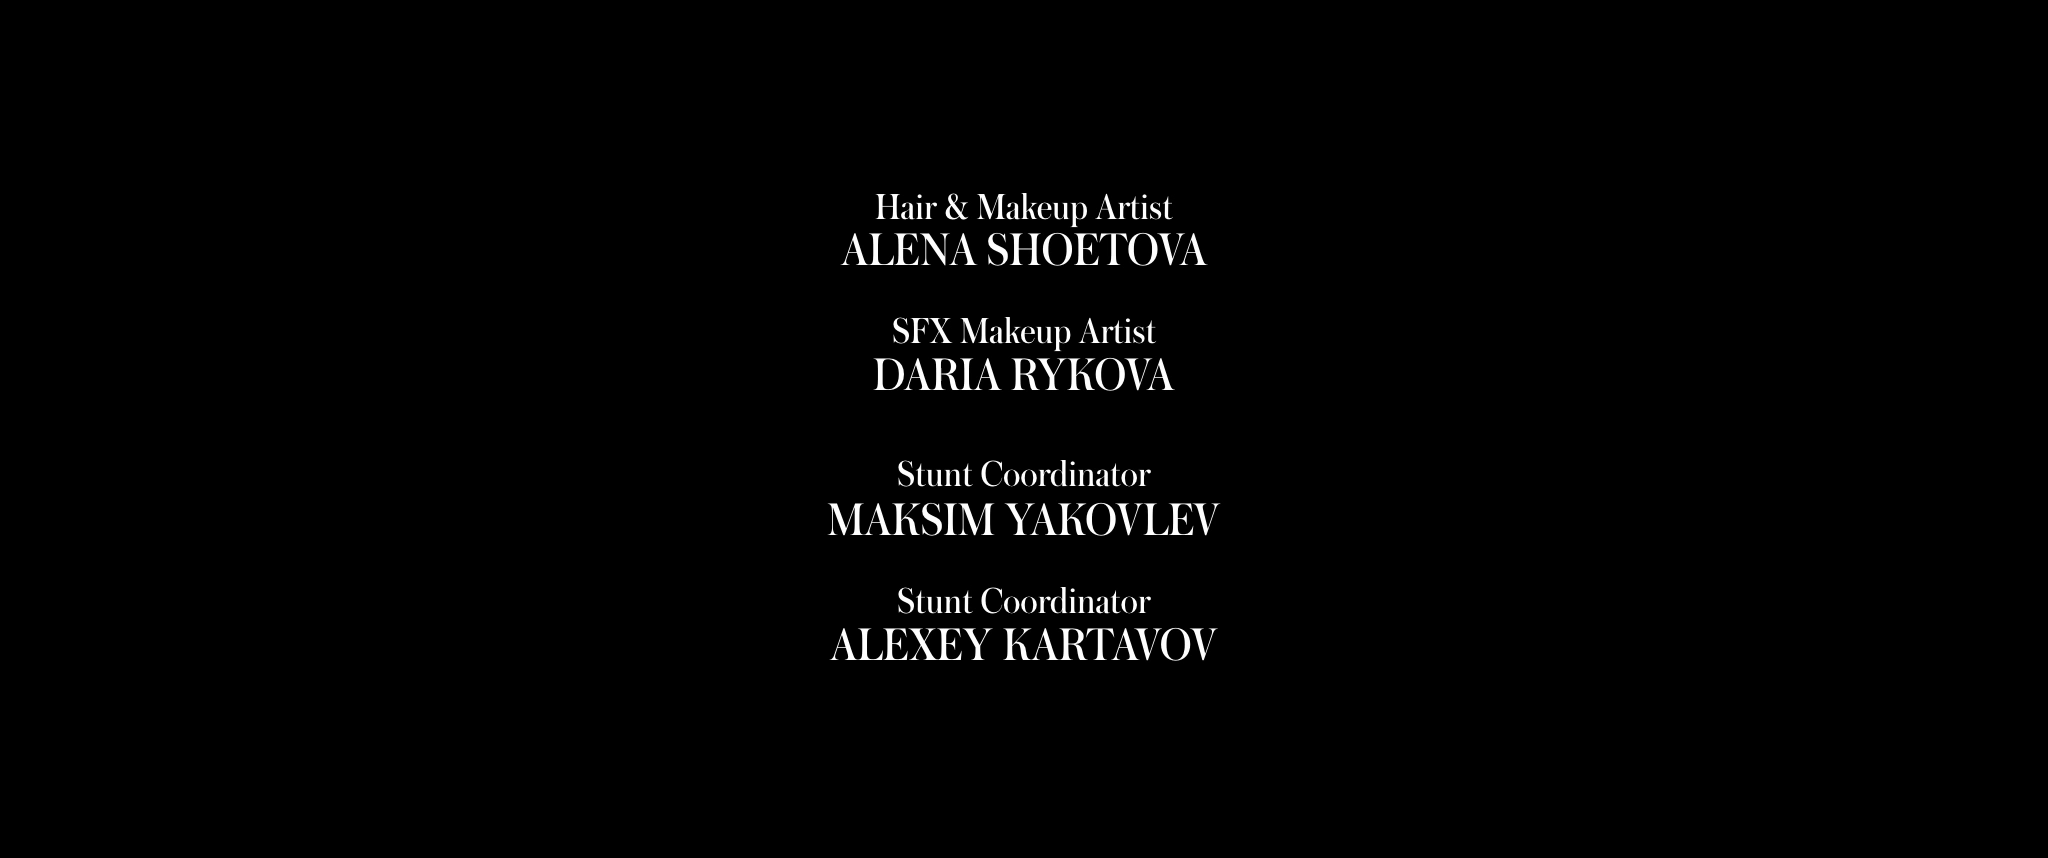 Hair & Makeup Artist
ALENA SHOETOVA
SFX Makeup Artist
DARIA RYKOVA
Stunt Coordinator
MAKSIM YAKOVLEV
Stunt Coordinator
ALEXEY KARTAVOV